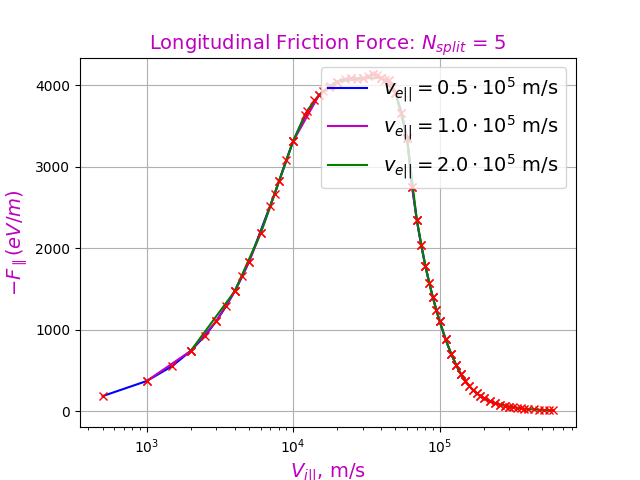 Longitudinal Friction Force: N_split = 5
4000
3000
2000
1000
0
−F_∥ (eV/m)
v_e|| = 0.5 · 10^5 m/s
v_e|| = 1.0 · 10^5 m/s
v_e|| = 2.0 · 10^5 m/s
10^3
10^4
10^5
V_i||, m/s